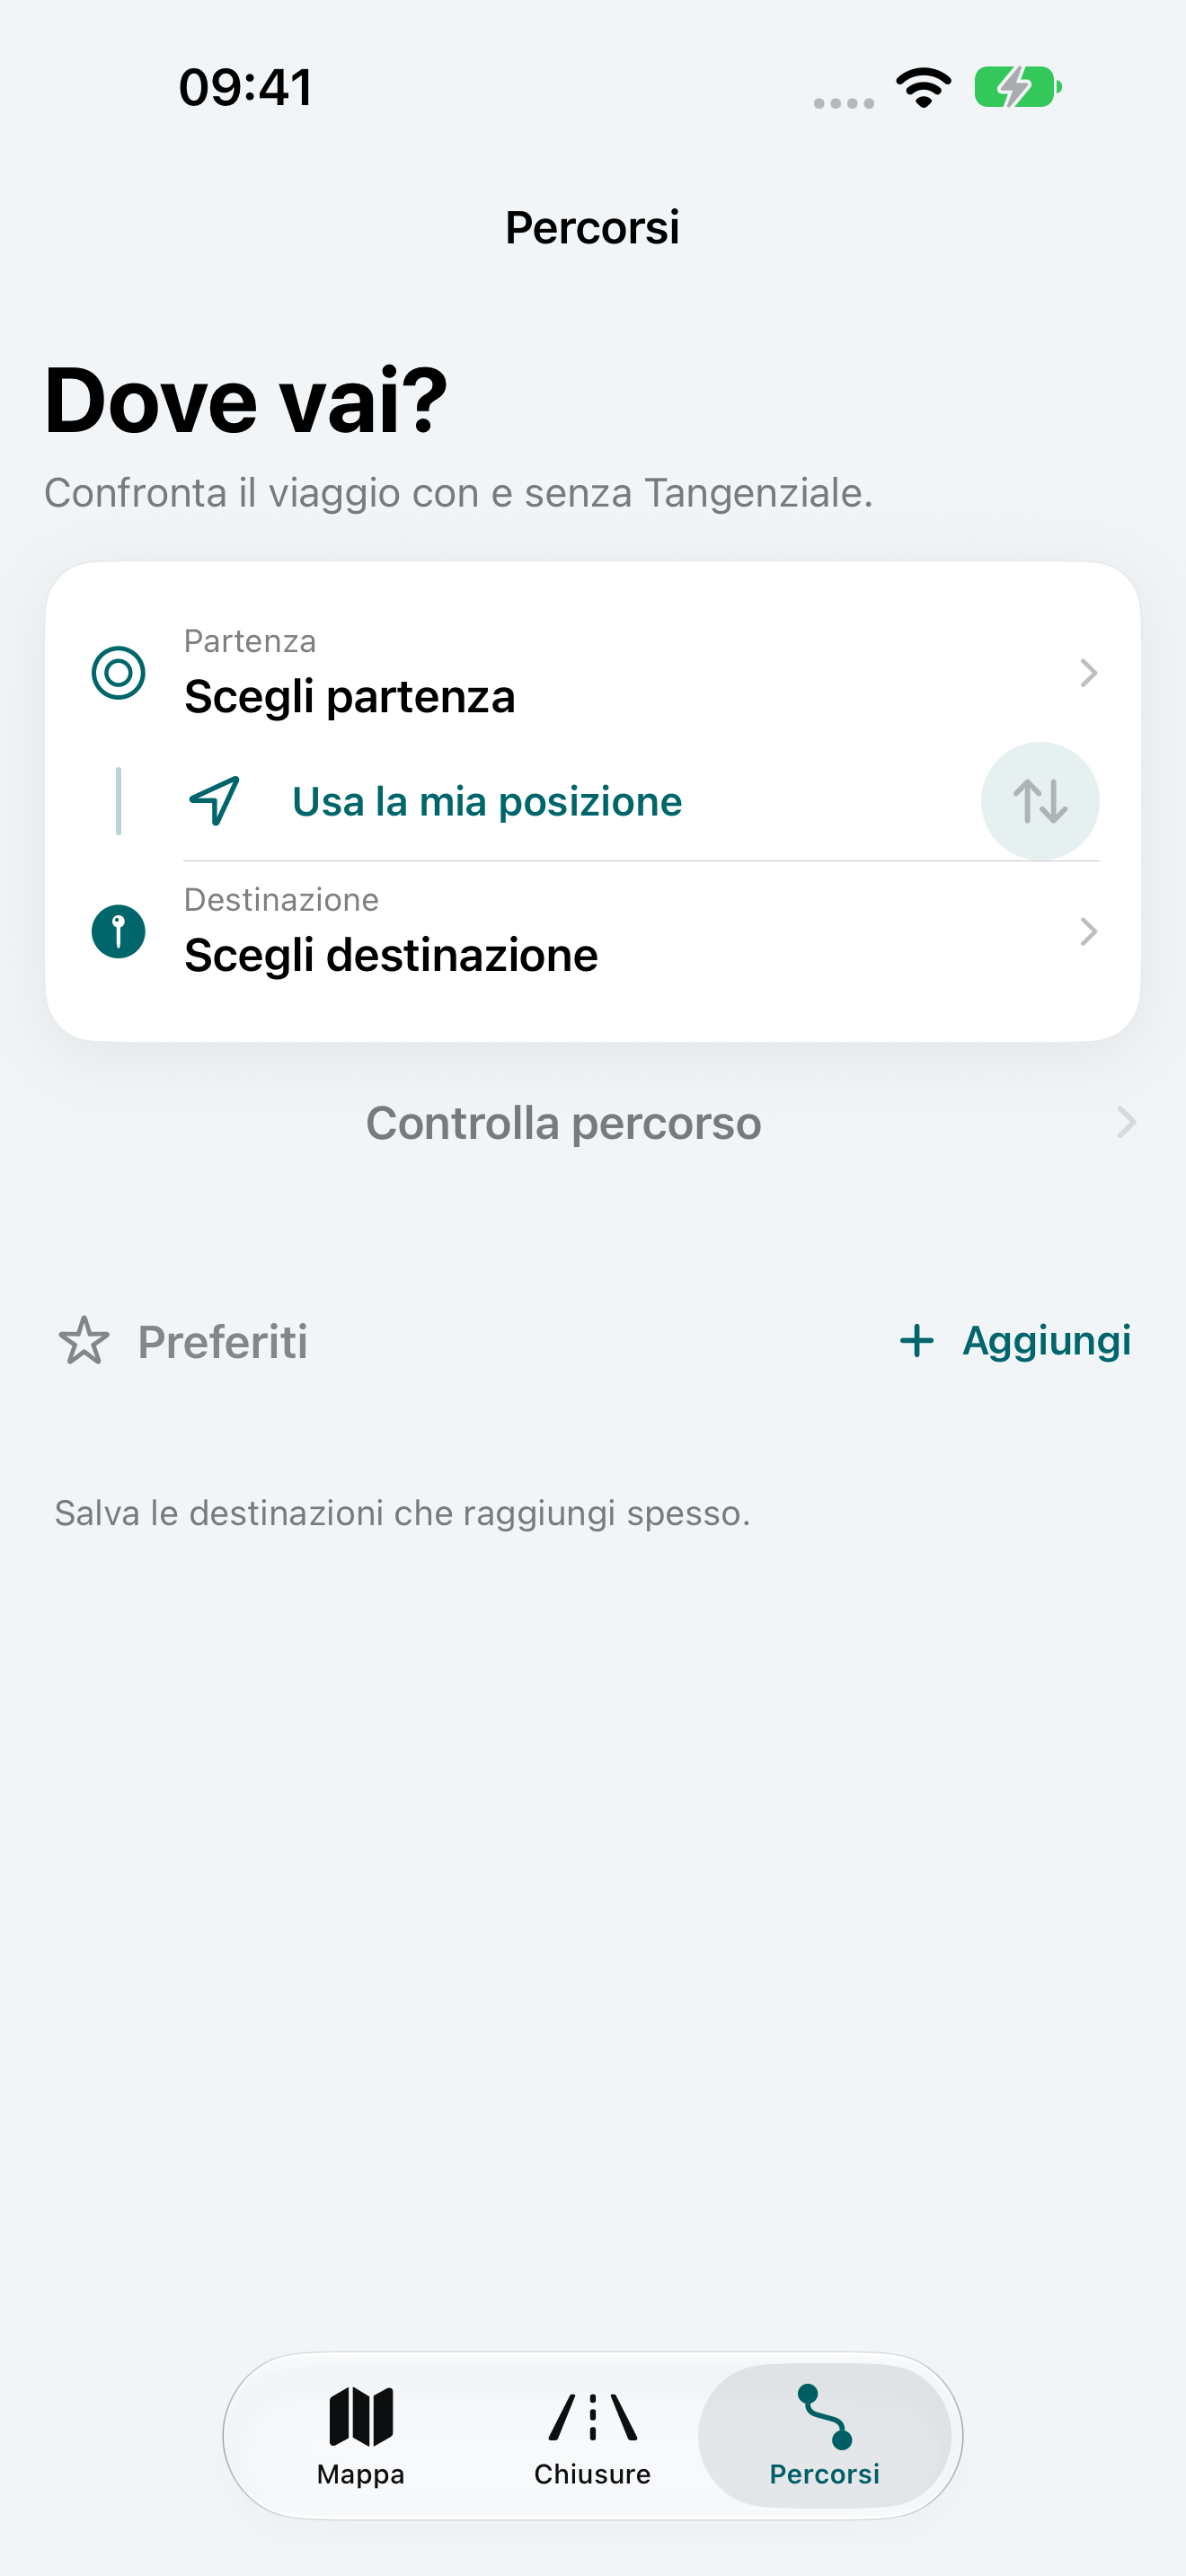 09:41
Percorsi
Dove vai?
Confronta il viaggio con e senza Tangenziale.
Partenza
Scegli partenza
Usa la mia posizione
Destinazione
Scegli destinazione
Controlla percorso
Preferiti
Aggiungi
Salva le destinazioni che raggiungi spesso.
Mappa
Chiusure
Percorsi